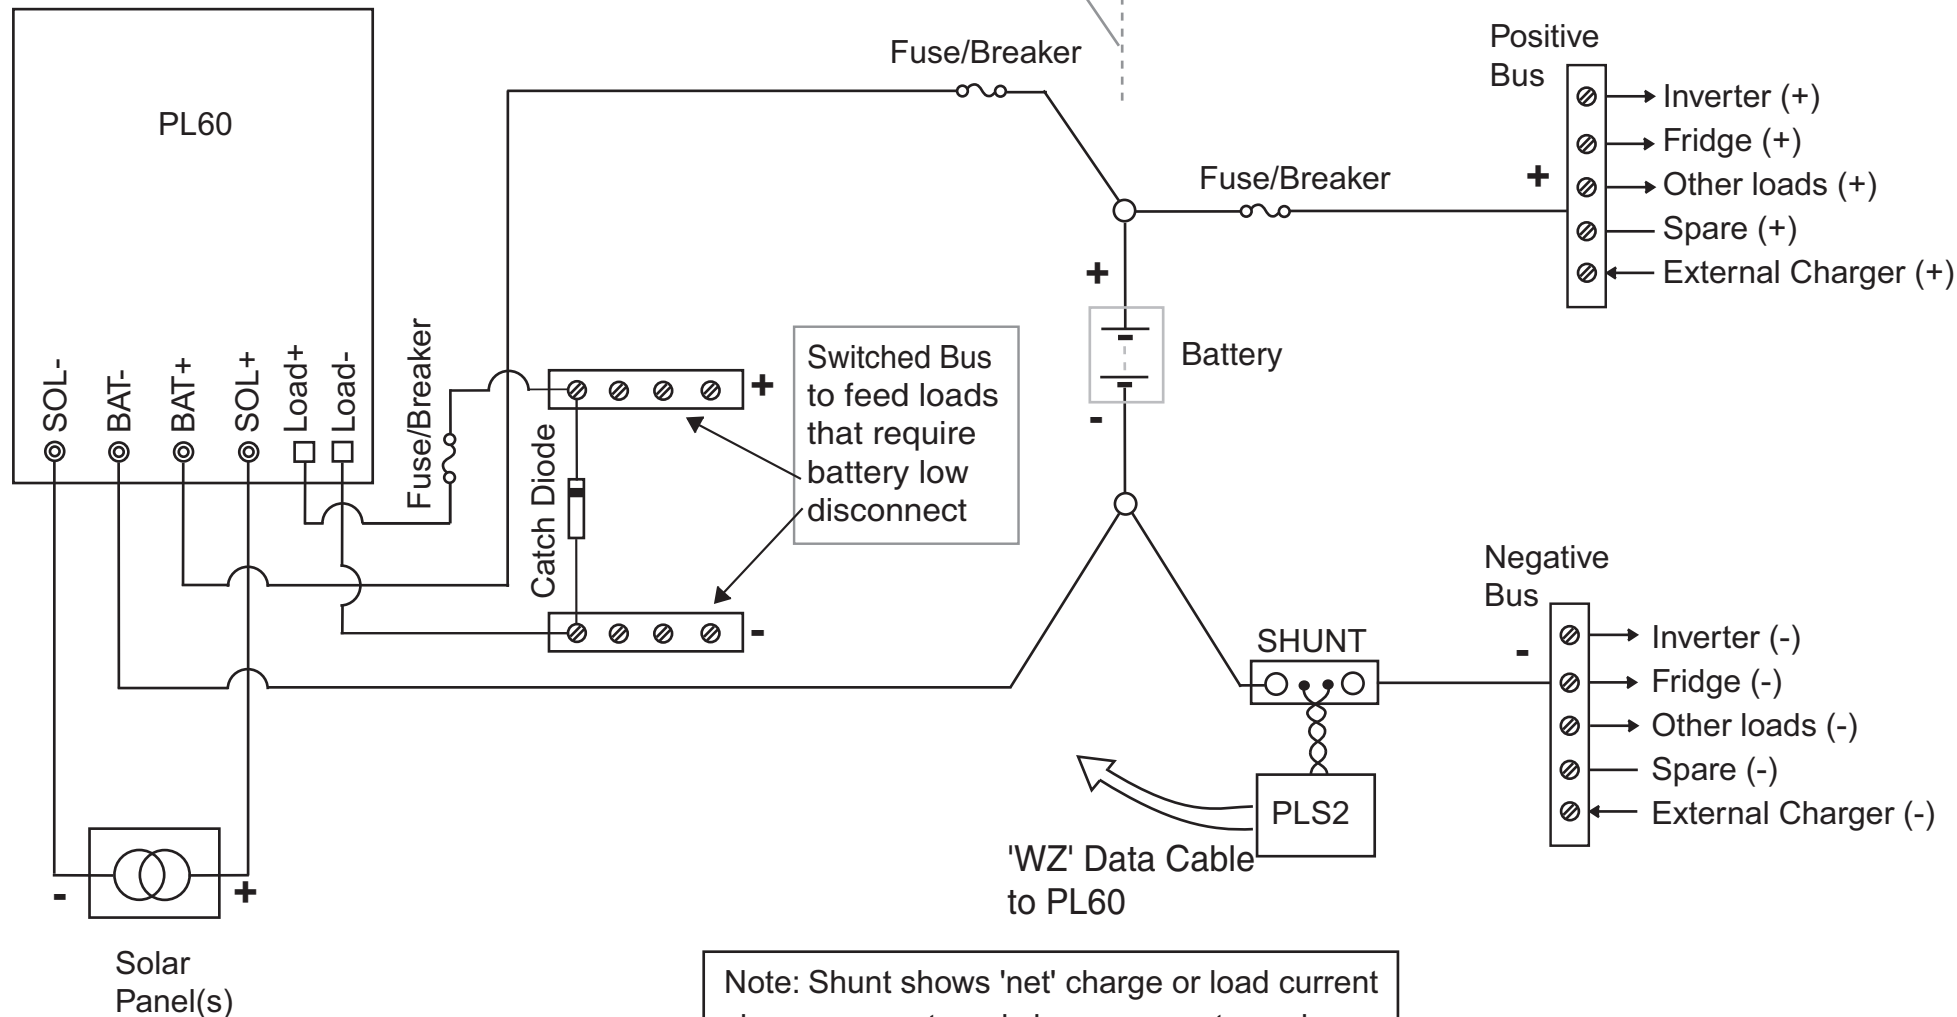 PL60
SOL-
BAT-
BAT+
SOL+
Load+
Load-
Fuse/Breaker
Fuse/Breaker
Fuse/Breaker
Catch Diode
+
-
Switched Bus
to feed loads
that require
battery low
disconnect
+
Battery
-
Positive
Bus
+
Inverter (+)
Fridge (+)
Other loads (+)
Spare (+)
External Charger (+)
Negative
Bus
-
Inverter (-)
Fridge (-)
Other loads (-)
Spare (-)
External Charger (-)
SHUNT
PLS2
'WZ' Data Cable
to PL60
-
+
Solar
Panel(s)
Note: Shunt shows 'net' charge or load current